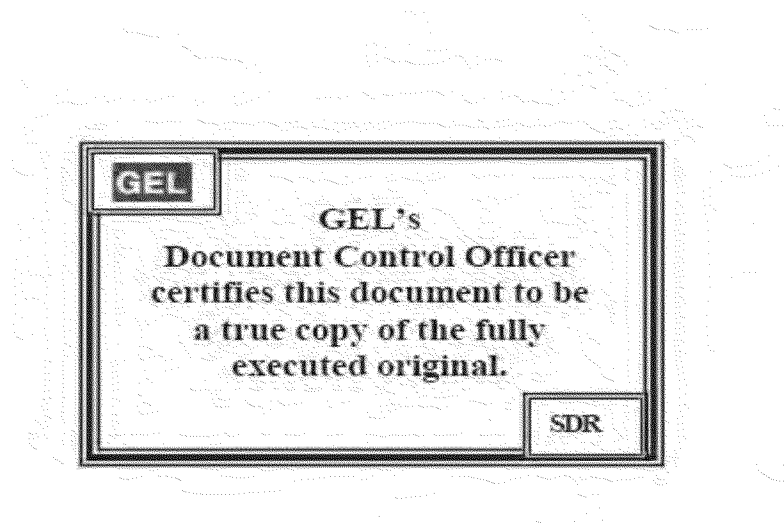 GEL
GEL's
Document Control Officer
certifies this document to be
a true copy of the fully
executed original.
SDR